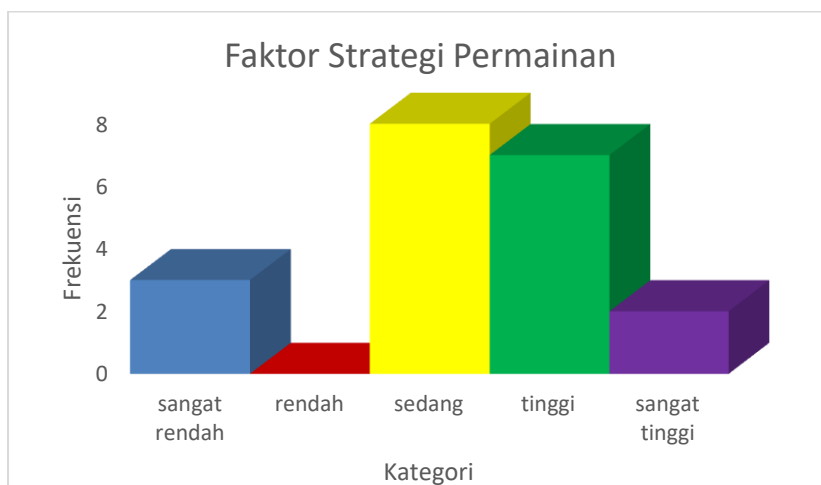 Faktor Strategi Permainan
Frekuensi
8
6
4
2
0
sangat rendah
rendah
sedang
tinggi
sangat tinggi
Kategori